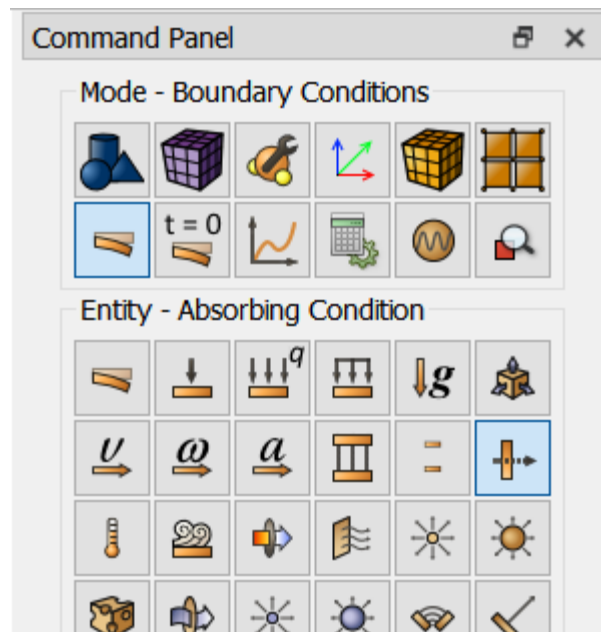 Command Panel
Mode - Boundary Conditions
t = 0
Entity - Absorbing Condition
q
g
υ ω a